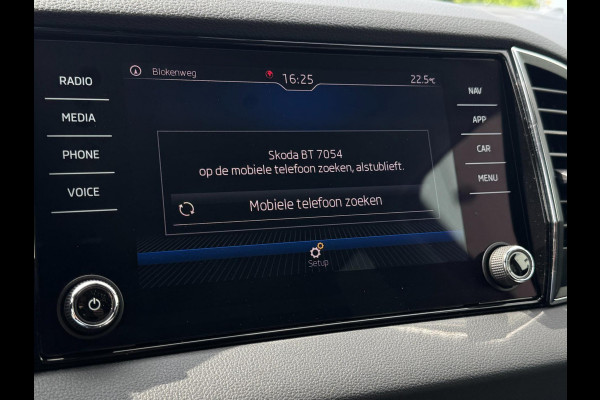 Blokenweg 16:25 22.5°C
RADIO
MEDIA
PHONE
VOICE
Skoda BT 7054
op de mobiele telefoon zoeken, alstublieft.
Mobiele telefoon zoeken
Setup
NAV
APP
CAR
MENU